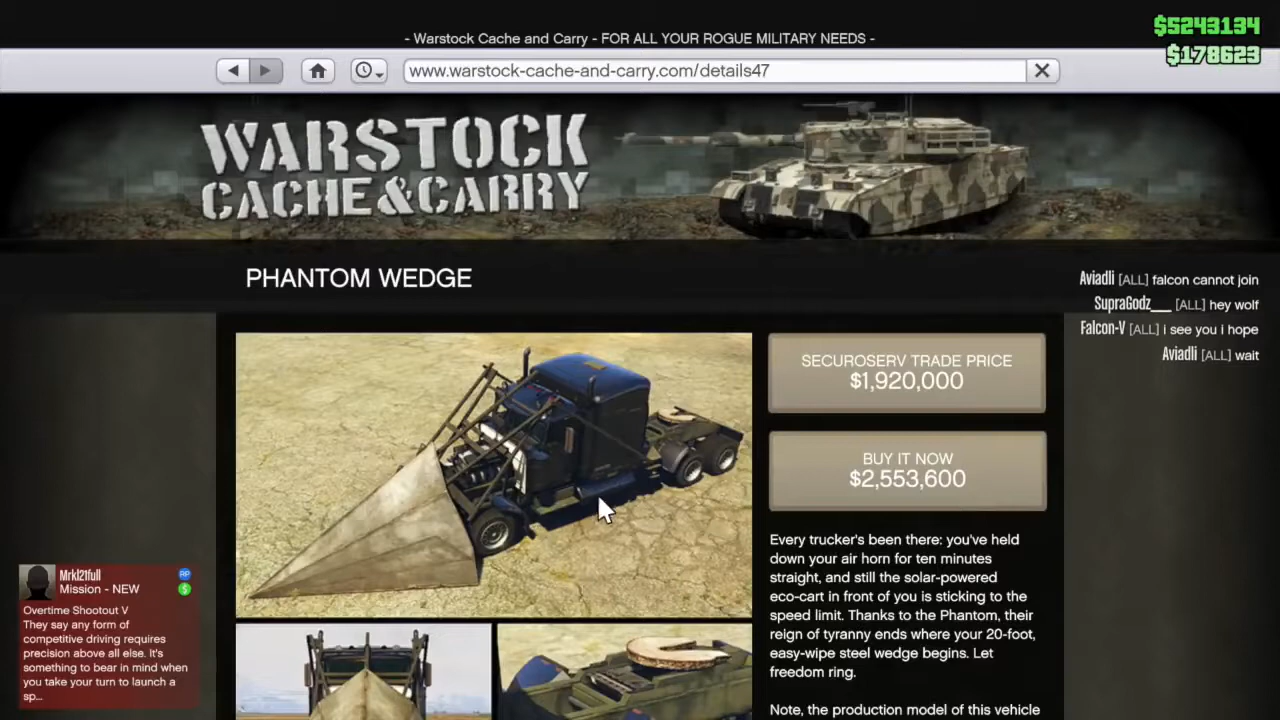 $5243134
$178623
- Warstock Cache and Carry - FOR ALL YOUR ROGUE MILITARY NEEDS -
www.warstock-cache-and-carry.com/details47
WARSTOCK
CACHE&CARRY
PHANTOM WEDGE
Aviadli [ALL] falcon cannot join
SupraGodz___ [ALL] hey wolf
Falcon-V [ALL] i see you i hope
Aviadli [ALL] wait
SECUROSERV TRADE PRICE
$1,920,000
BUY IT NOW
$2,553,600
Every trucker's been there: you've held
down your air horn for ten minutes
straight, and still the solar-powered
eco-cart in front of you is sticking to the
speed limit. Thanks to the Phantom, their
reign of tyranny ends where your 20-foot,
easy-wipe steel wedge begins. Let
freedom ring.
Note, the production model of this vehicle
Mrkl21full
RP
Mission - NEW
$
Overtime Shootout V
They say any form of
competitive driving requires
precision above all else. It's
something to bear in mind when
you take your turn to launch a
sp...